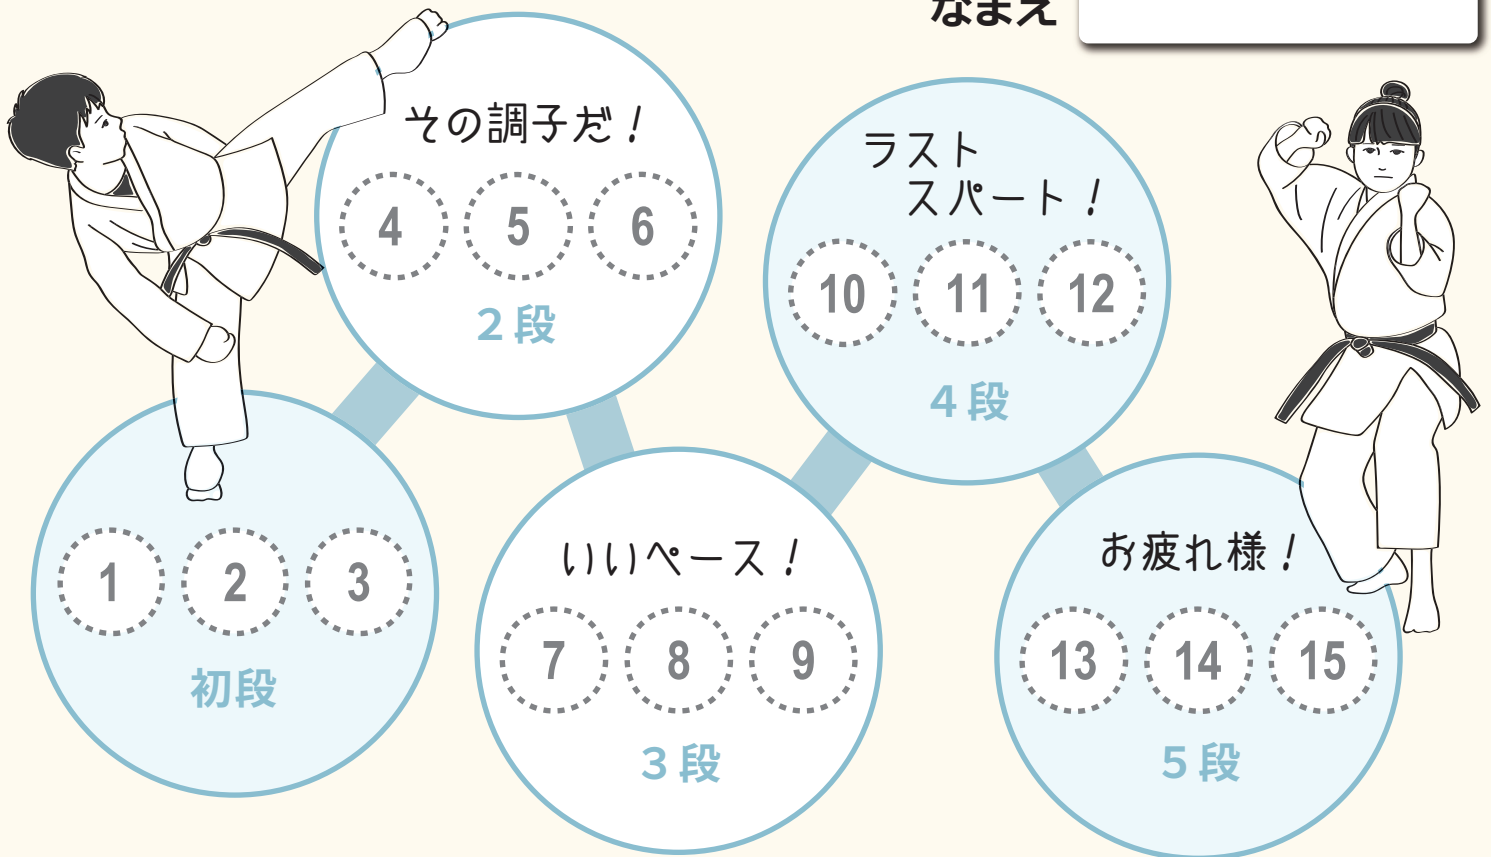 なまえ
1 2 3
初段
その調子だ！
4 5 6
２段
いいペース！
7 8 9
３段
ラスト
スパート！
10 11 12
４段
お疲れ様！
13 14 15
５段